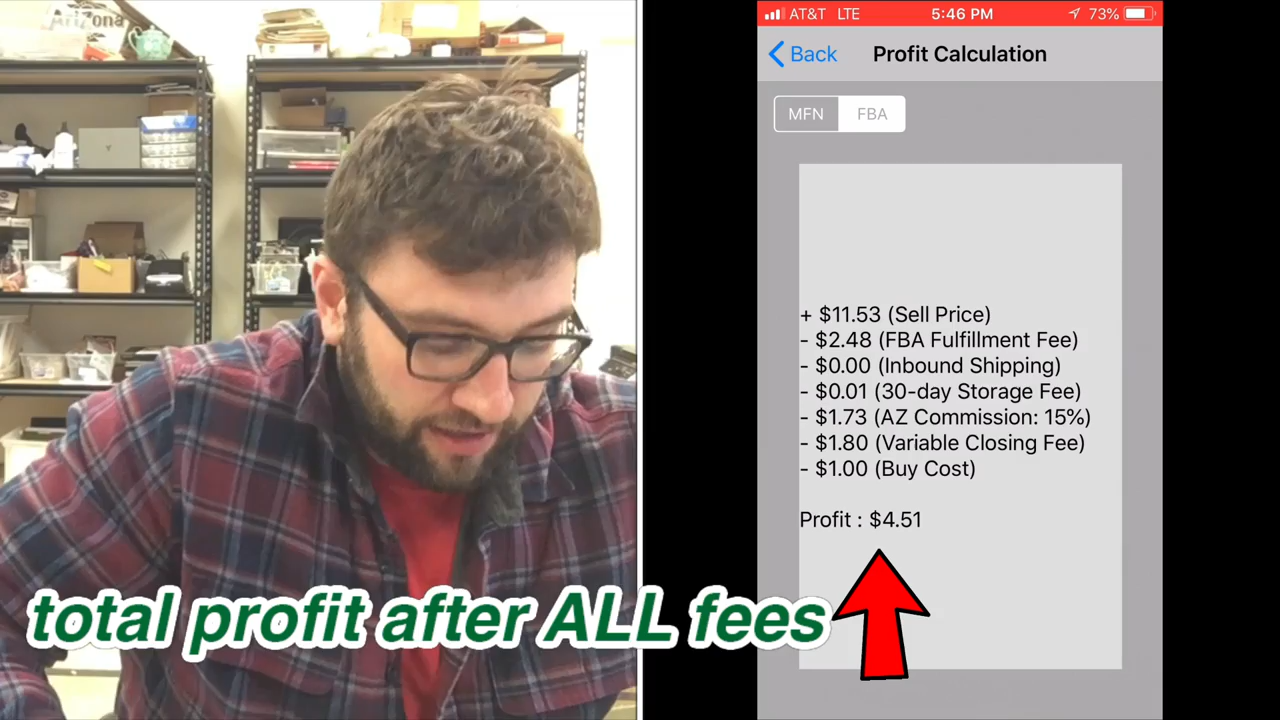 Arizona
AT&T LTE
5:46 PM
73%
Back
Profit Calculation
MFN
FBA
+ $11.53 (Sell Price)
- $2.48 (FBA Fulfillment Fee)
- $0.00 (Inbound Shipping)
- $0.01 (30-day Storage Fee)
- $1.73 (AZ Commission: 15%)
- $1.80 (Variable Closing Fee)
- $1.00 (Buy Cost)
Profit : $4.51
total profit after ALL fees